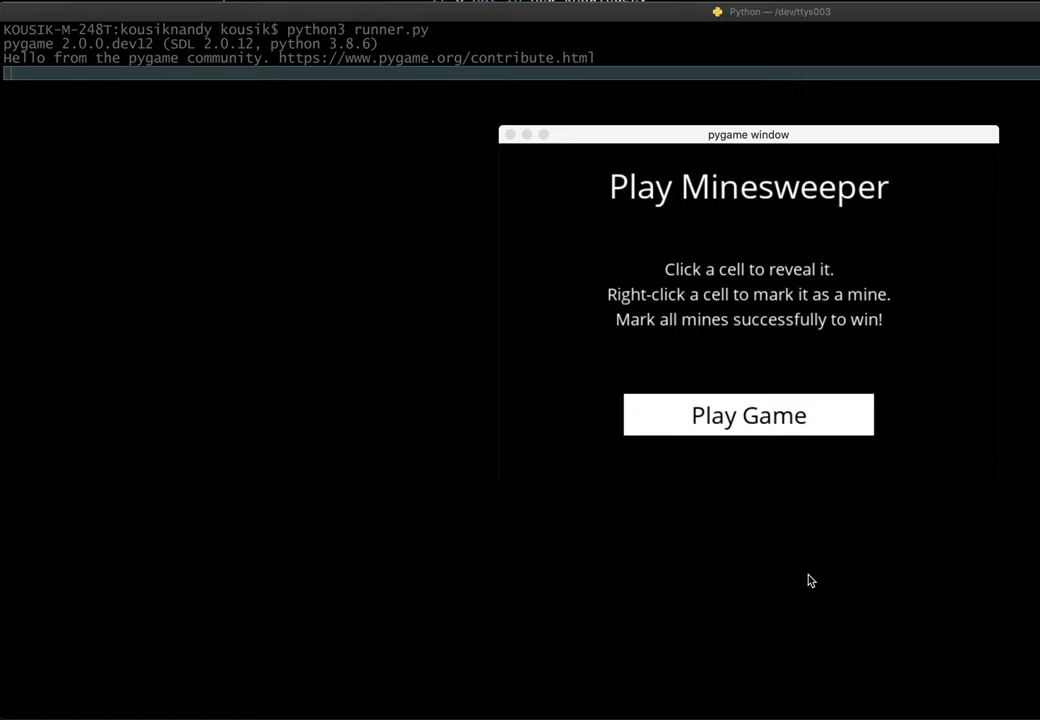 Python — /dev/ttys003
KOUSIK-M-248T:kousiknandy kousik$ python3 runner.py
pygame 2.0.0.dev12 (SDL 2.0.12, python 3.8.6)
Hello from the pygame community. https://www.pygame.org/contribute.html
pygame window
Play Minesweeper
Click a cell to reveal it.
Right-click a cell to mark it as a mine.
Mark all mines successfully to win!
Play Game